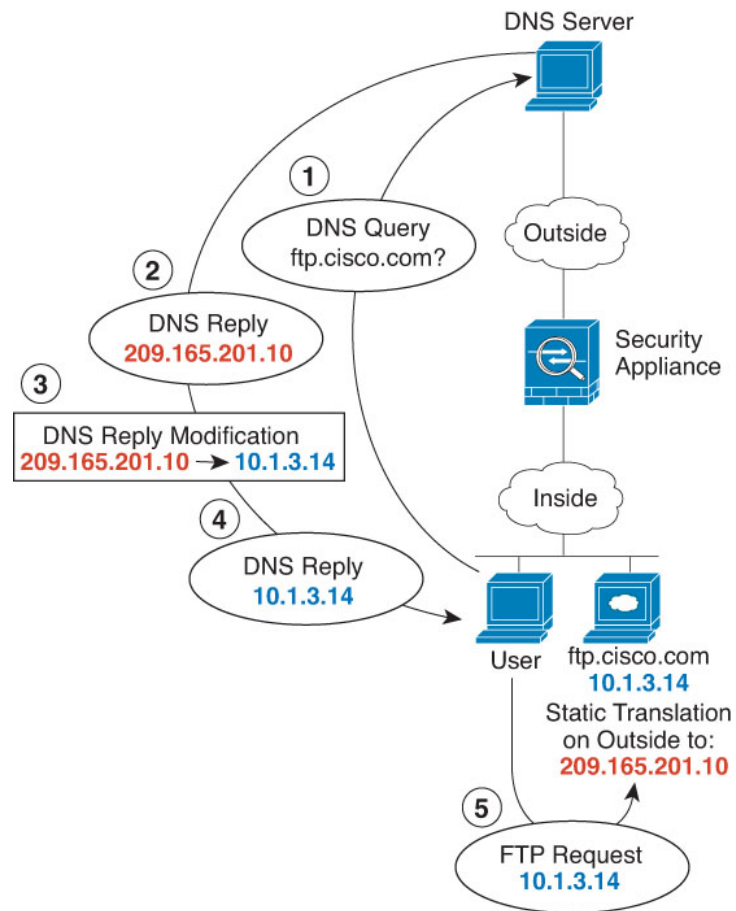 DNS Server
1
DNS Query
ftp.cisco.com?
Outside
2
DNS Reply
209.165.201.10
Security
Appliance
3
DNS Reply Modification
209.165.201.10 → 10.1.3.14
Inside
4
DNS Reply
10.1.3.14
User
ftp.cisco.com
10.1.3.14
Static Translation
on Outside to:
209.165.201.10
5
FTP Request
10.1.3.14